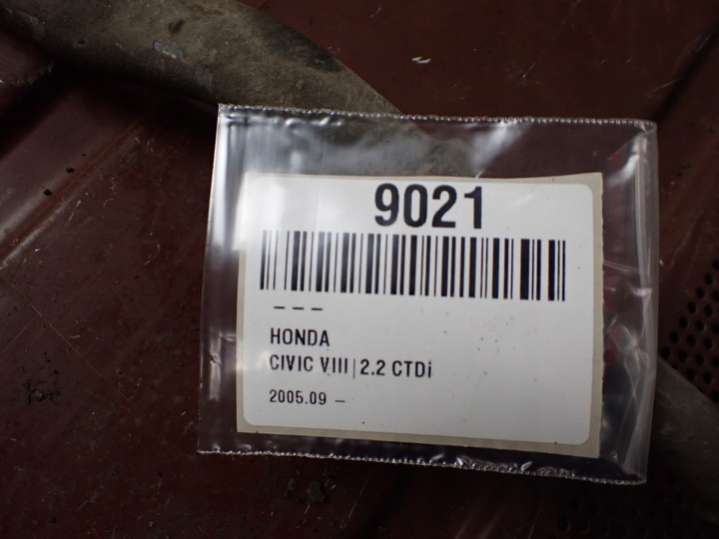 9021
– – –
HONDA
CIVIC VIII | 2.2 CTDi
2005.09 –